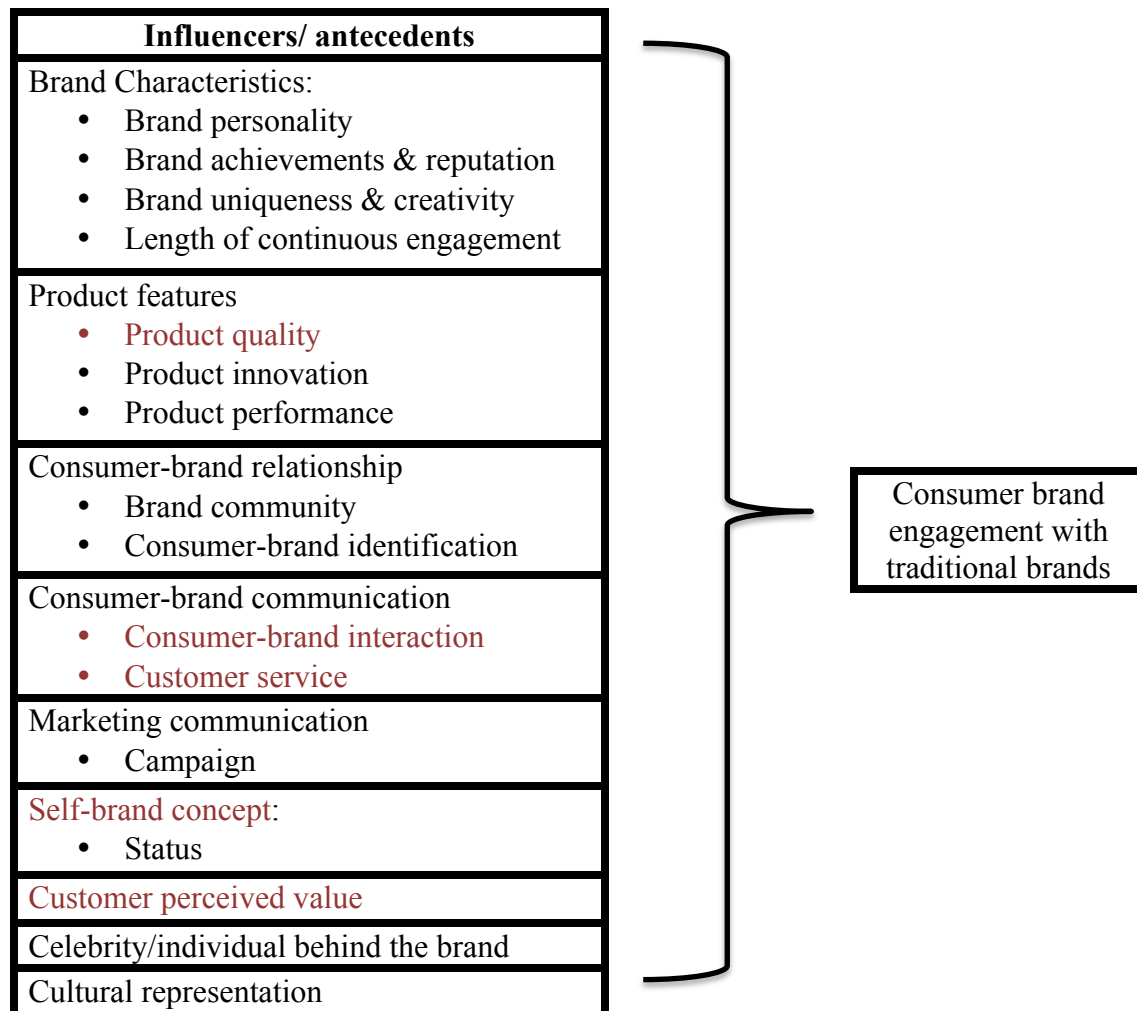 Influencers/ antecedents
Brand Characteristics:
• Brand personality
• Brand achievements & reputation
• Brand uniqueness & creativity
• Length of continuous engagement
Product features
• Product quality
• Product innovation
• Product performance
Consumer-brand relationship
• Brand community
• Consumer-brand identification
Consumer-brand communication
• Consumer-brand interaction
• Customer service
Marketing communication
• Campaign
Self-brand concept:
• Status
Customer perceived value
Celebrity/individual behind the brand
Cultural representation
Consumer brand
engagement with
traditional brands